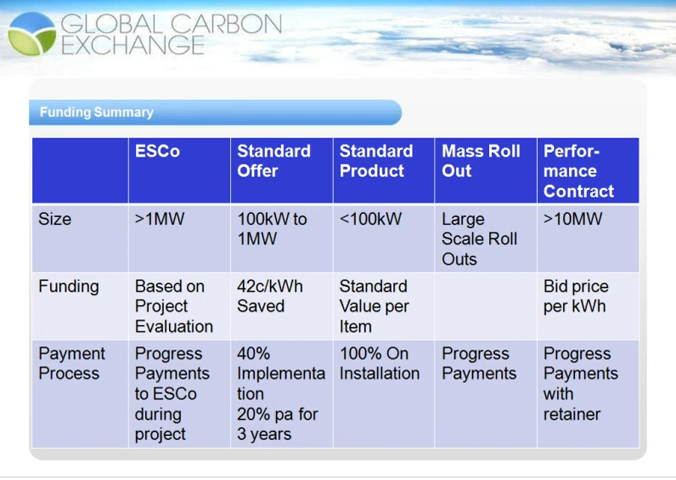 GLOBAL CARBON
EXCHANGE
Funding Summary
ESCo
Standard
Offer
Standard
Product
Mass Roll
Out
Perfor-
mance
Contract
Size
>1MW
100kW to
1MW
<100kW
Large
Scale Roll
Outs
>10MW
Funding
Based on
Project
Evaluation
42c/kWh
Saved
Standard
Value per
Item
Bid price
per kWh
Payment
Process
Progress
Payments
to ESCo
during
project
40%
Implementa
tion
20% pa for
3 years
100% On
Installation
Progress
Payments
Progress
Payments
with
retainer